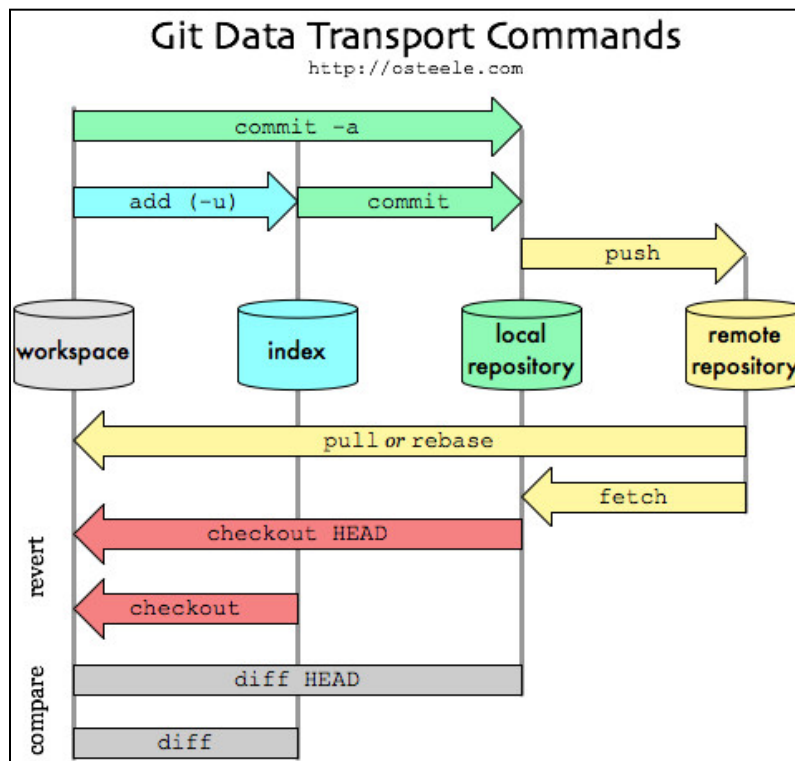 Git Data Transport Commands
http://osteele.com
commit -a
add (-u)
commit
push
workspace
index
local
repository
remote
repository
pull or rebase
fetch
revert
checkout HEAD
checkout
compare
diff HEAD
diff